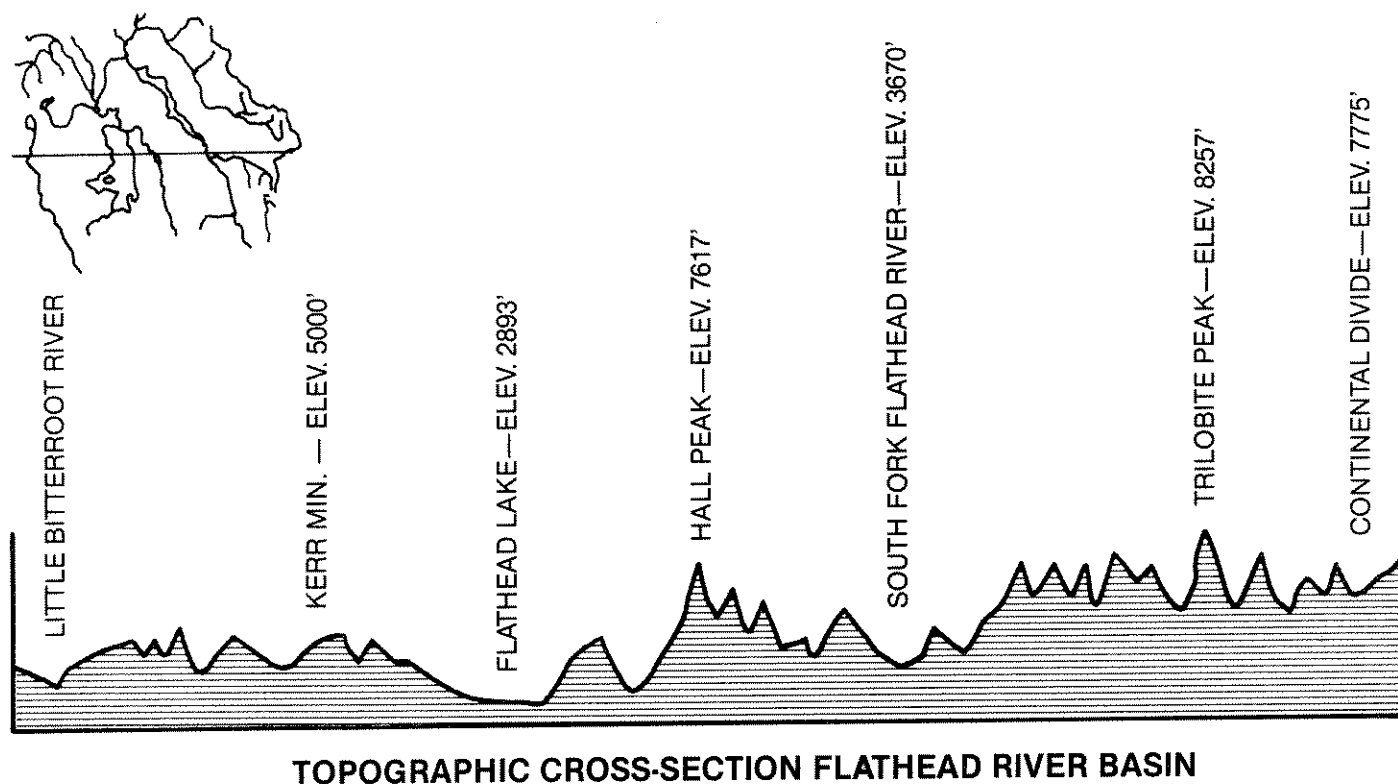 LITTLE BITTERROOT RIVER
KERR MIN. — ELEV. 5000'
FLATHEAD LAKE—ELEV. 2893'
HALL PEAK—ELEV. 7617'
SOUTH FORK FLATHEAD RIVER—ELEV. 3670'
TRILOBITE PEAK—ELEV. 8257'
CONTINENTAL DIVIDE—ELEV. 7775'
TOPOGRAPHIC CROSS-SECTION FLATHEAD RIVER BASIN